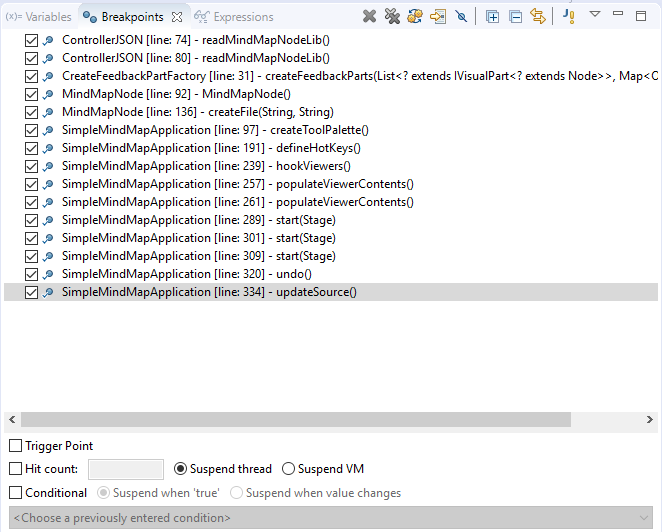 (x)= Variables Breakpoints Expressions
ControllerJSON [line: 74] - readMindMapNodeLib()
ControllerJSON [line: 80] - readMindMapNodeLib()
CreateFeedbackPartFactory [line: 31] - createFeedbackParts(List<? extends IVisualPart<? extends Node>>, Map<O
MindMapNode [line: 92] - MindMapNode()
MindMapNode [line: 136] - createFile(String, String)
SimpleMindMapApplication [line: 97] - createToolPalette()
SimpleMindMapApplication [line: 191] - defineHotKeys()
SimpleMindMapApplication [line: 239] - hookViewers()
SimpleMindMapApplication [line: 257] - populateViewerContents()
SimpleMindMapApplication [line: 261] - populateViewerContents()
SimpleMindMapApplication [line: 289] - start(Stage)
SimpleMindMapApplication [line: 301] - start(Stage)
SimpleMindMapApplication [line: 309] - start(Stage)
SimpleMindMapApplication [line: 320] - undo()
SimpleMindMapApplication [line: 334] - updateSource()
Trigger Point
Hit count: Suspend thread Suspend VM
Conditional Suspend when 'true' Suspend when value changes
<Choose a previously entered condition>